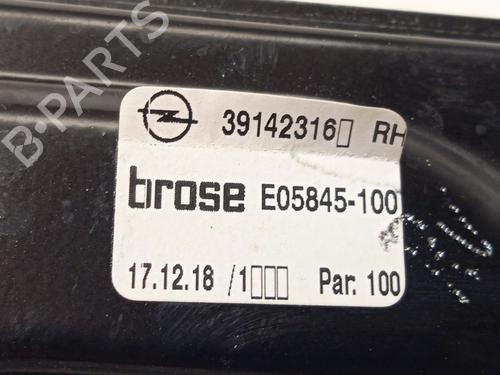 39142316▯ RH
brose E05845-100
17.12.18 /1▯▯▯ Par. 100
B-PARTS